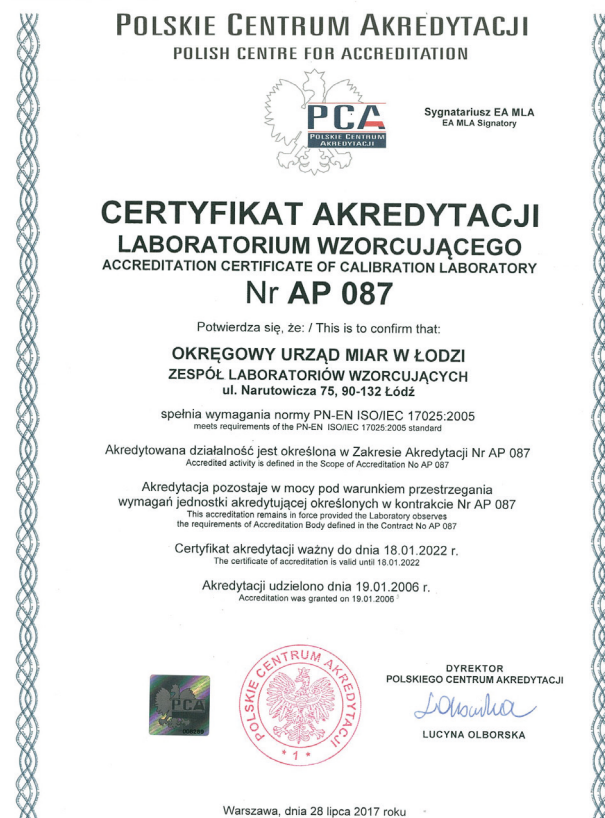 POLSKIE CENTRUM AKREDYTACJI
POLISH CENTRE FOR ACCREDITATION
PCA
POLSKIE CENTRUM
AKREDYTACJI
Sygnatariusz EA MLA
EA MLA Signatory
CERTYFIKAT AKREDYTACJI
LABORATORIUM WZORCUJĄCEGO
ACCREDITATION CERTIFICATE OF CALIBRATION LABORATORY
Nr AP 087
Potwierdza się, że: / This is to confirm that:
OKRĘGOWY URZĄD MIAR W ŁODZI
ZESPÓŁ LABORATORIÓW WZORCUJĄCYCH
ul. Narutowicza 75, 90-132 Łódź
spełnia wymagania normy PN-EN ISO/IEC 17025:2005
meets requirements of the PN-EN ISO/IEC 17025:2005 standard
Akredytowana działalność jest określona w Zakresie Akredytacji Nr AP 087
Accredited activity is defined in the Scope of Accreditation No AP 087
Akredytacja pozostaje w mocy pod warunkiem przestrzegania
wymagań jednostki akredytującej określonych w kontrakcie Nr AP 087
This accreditation remains in force provided the Laboratory observes
the requirements of Accreditation Body defined in the Contract No AP 087
Certyfikat akredytacji ważny do dnia 18.01.2022 r.
The certificate of accreditation is valid until 18.01.2022
Akredytacji udzielono dnia 19.01.2006 r.
Accreditation was granted on 19.01.2006
PCA
POLSKIE CENTRUM AKREDYTACJI
* 1 *
DYREKTOR
POLSKIEGO CENTRUM AKREDYTACJI
LUCYNA OLBORSKA
Warszawa, dnia 28 lipca 2017 roku